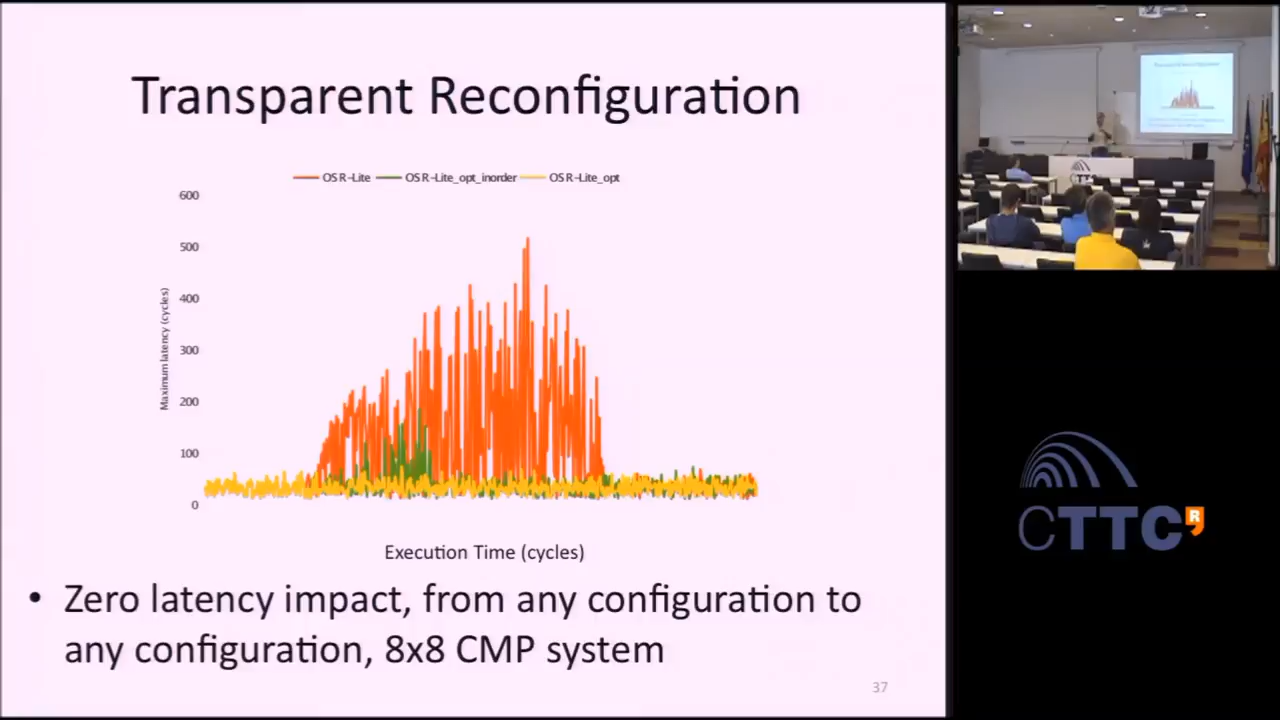 Transparent Reconfiguration
OSR-Lite OSR-Lite_opt_inorder OSR-Lite_opt
600
500
400
300
200
100
0
Maximum latency (cycles)
Execution Time (cycles)
• Zero latency impact, from any configuration to
any configuration, 8x8 CMP system
37
CTTC
CTTC R